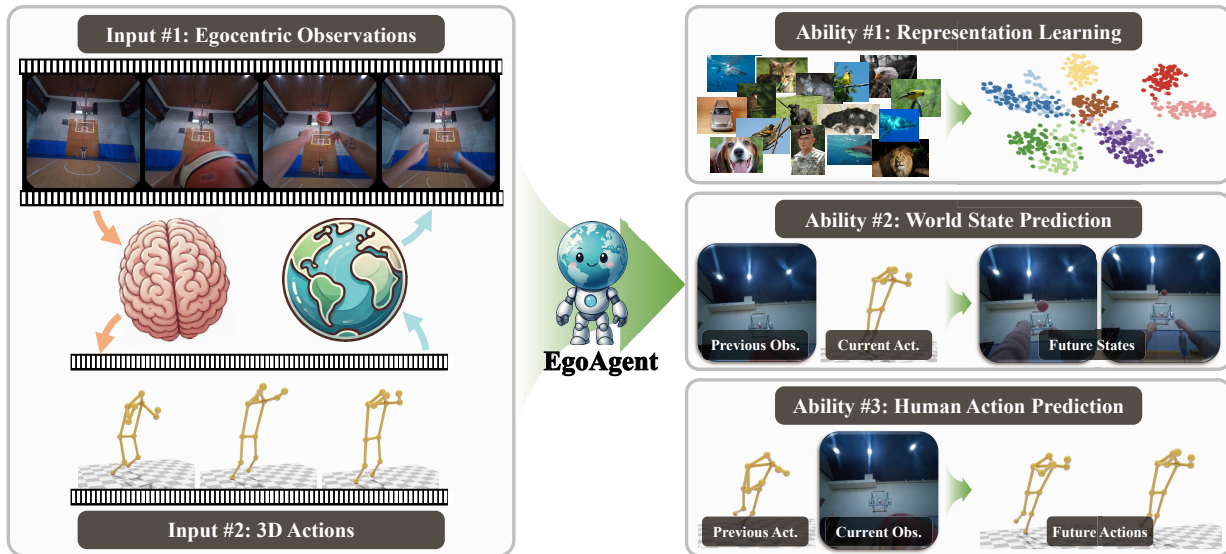 Input #1: Egocentric Observations
Input #2: 3D Actions
EgoAgent
Ability #1: Representation Learning
Ability #2: World State Prediction
Previous Obs.
Current Act.
Future States
Ability #3: Human Action Prediction
Previous Act.
Current Obs.
Future Actions